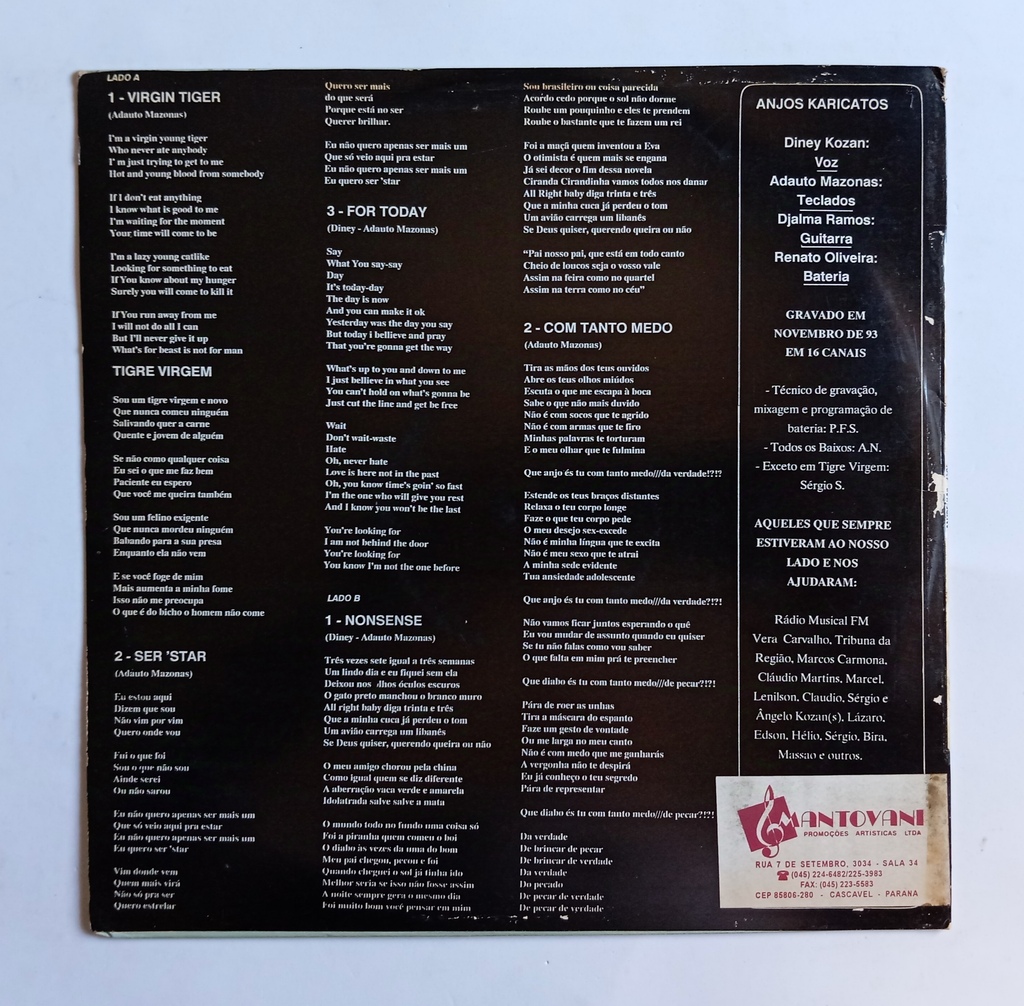 LADO A
1 - VIRGIN TIGER
(Adauto Mazonas)
I'm a virgin young tiger
Who never ate anybody
I' m just trying to get to me
Hot and young blood from somebody
If I don't eat anything
I know what is good to me
I'm waiting for the moment
Your time will come to be
I'm a lazy young catlike
Looking for something to eat
If You know about my hunger
Surely you will come to kill it
If You run away from me
I will not do all I can
But I'll never give it up
What's for beast is not for man
TIGRE VIRGEM
Sou um tigre virgem e novo
Que nunca comeu ninguém
Salivando quer a carne
Quente e jovem de alguém
Se não como qualquer coisa
Eu sei o que me faz bem
Paciente eu espero
Que você me queira também
Sou um felino exigente
Que nunca mordeu ninguém
Babando para a sua presa
Enquanto ela não vem
E se você foge de mim
Mais aumenta a minha fome
Isso não me preocupa
O que é do bicho o homem não come
2 - SER 'STAR
(Adauto Mazonas)
Eu estou aqui
Dizem que sou
Não vim por vim
Quero onde vou
Fui o que foi
Sou o que não sou
Ainde serei
Ou não sarou
Eu não quero apenas ser mais um
Que só veio aqui pra estar
Eu não quero apenas ser mais um
Eu quero ser 'star
Vim donde vem
Quem mais virá
Não só pra ser
Quero estrelar
Quero ser mais
do que será
Porque está no ser
Querer brilhar.
Eu não quero apenas ser mais um
Que só veio aqui pra estar
Eu não quero apenas ser mais um
Eu quero ser 'star
3 - FOR TODAY
(Diney - Adauto Mazonas)
Say
What You say-say
Day
It's today-day
The day is now
And you can make it ok
Yesterday was the day you say
But today i bellieve and pray
That you're gonna get the way
What's up to you and down to me
I just bellieve in what you see
You can't hold on what's gonna be
Just cut the line and get be free
Wait
Don't wait-waste
Hate
Oh, never hate
Love is here not in the past
Oh, you know time's goin' so fast
I'm the one who will give you rest
And I know you won't be the last
You're looking for
I am not behind the door
You're looking for
You know I'm not the one before
LADO B
1 - NONSENSE
(Diney - Adauto Mazonas)
Três vezes sete igual a três semanas
Um lindo dia e eu fiquei sem ela
Deixou nos olhos óculos escuros
O gato preto manchou o branco muro
All right baby diga trinta e três
Que a minha cuca já perdeu o tom
Um avião carrega um libanês
Se Deus quiser, querendo queira ou não
O meu amigo chorou pela china
Como igual quem se diz diferente
A aberração vaca verde e amarela
Idolatrada salve salve a mata
O mundo todo no fundo uma coisa só
Foi a piranha quem comeu o boi
O diabo às vezes da uma do bom
Meu pai chegou, pecou e foi
Quando cheguei o sol já tinha ido
Melhor seria se isso não fosse assim
A noite sempre gera o mesmo dia
Foi muito bom você pensar em mim
Sou brasileiro ou coisa parecida
Acordo cedo porque o sol não dorme
Roube um pouquinho e eles te prendem
Roube o bastante que te fazem um rei
Foi a maçã quem inventou a Eva
O otimista é quem mais se engana
Já sei decor o fim dessa novela
Ciranda Cirandinha vamos todos nos danar
All Right baby diga trinta e três
Que a minha cuca já perdeu o tom
Um avião carrega um libanês
Se Deus quiser, querendo queira ou não
"Pai nosso pai, que está em todo canto
Cheio de loucos seja o vosso vale
Assim na feira como no quartel
Assim na terra como no céu"
2 - COM TANTO MEDO
(Adauto Mazonas)
Tira as mãos dos teus ouvidos
Abre os teus olhos miúdos
Escuta o que me escapa à boca
Sabe o que não mais duvido
Não é com socos que te agrido
Não é com armas que te firo
Minhas palavras te torturam
E o meu olhar que te fulmina
Que anjo és tu com tanto medo///da verdade!?!?
Estende os teus braços distantes
Relaxa o teu corpo longe
Faze o que teu corpo pede
O meu desejo sex-excede
Não é minha língua que te excita
Não é meu sexo que te atrai
A minha sede evidente
Tua ansiedade adolescente
Que anjo és tu com tanto medo///da verdade?!?!
Não vamos ficar juntos esperando o quê
Eu vou mudar de assunto quando eu quiser
Se tu não falas como vou saber
O que falta em mim prá te preencher
Que diabo és tu com tanto medo///de pecar?!?!
Pára de roer as unhas
Tira a máscara do espanto
Faze um gesto de vontade
Ou me larga no meu canto
Não é com medo que me ganharás
A vergonha não te despirá
Eu já conheço o teu segredo
Pára de representar
Que diabo és tu com tanto medo///de pecar?!?!
Da verdade
De brincar de pecar
De brincar de verdade
Da verdade
Do pecado
De pecar de verdade
De pecar de verdade
ANJOS KARICATOS
Diney Kozan:
Voz
Adauto Mazonas:
Teclados
Djalma Ramos:
Guitarra
Renato Oliveira:
Bateria
GRAVADO EM
NOVEMBRO DE 93
EM 16 CANAIS
- Técnico de gravação,
mixagem e programação de
bateria: P.F.S.
- Todos os Baixos: A.N.
- Exceto em Tigre Virgem:
Sérgio S.
AQUELES QUE SEMPRE
ESTIVERAM AO NOSSO
LADO E NOS
AJUDARAM:
Rádio Musical FM
Vera Carvalho, Tribuna da
Região, Marcos Carmona,
Cláudio Martins, Marcel,
Lenilson, Claudio, Sérgio e
Ângelo Kozan(s), Lázaro,
Edson, Hélio, Sérgio, Bira,
Massao e outros.
MANTOVANI
PROMOÇÕES ARTISTICAS LTDA
RUA 7 DE SETEMBRO, 3034 - SALA 34
☎ (045) 224-6482/225-3983
FAX: (045) 223-5583
CEP 85806-280 - CASCAVEL - PARANA